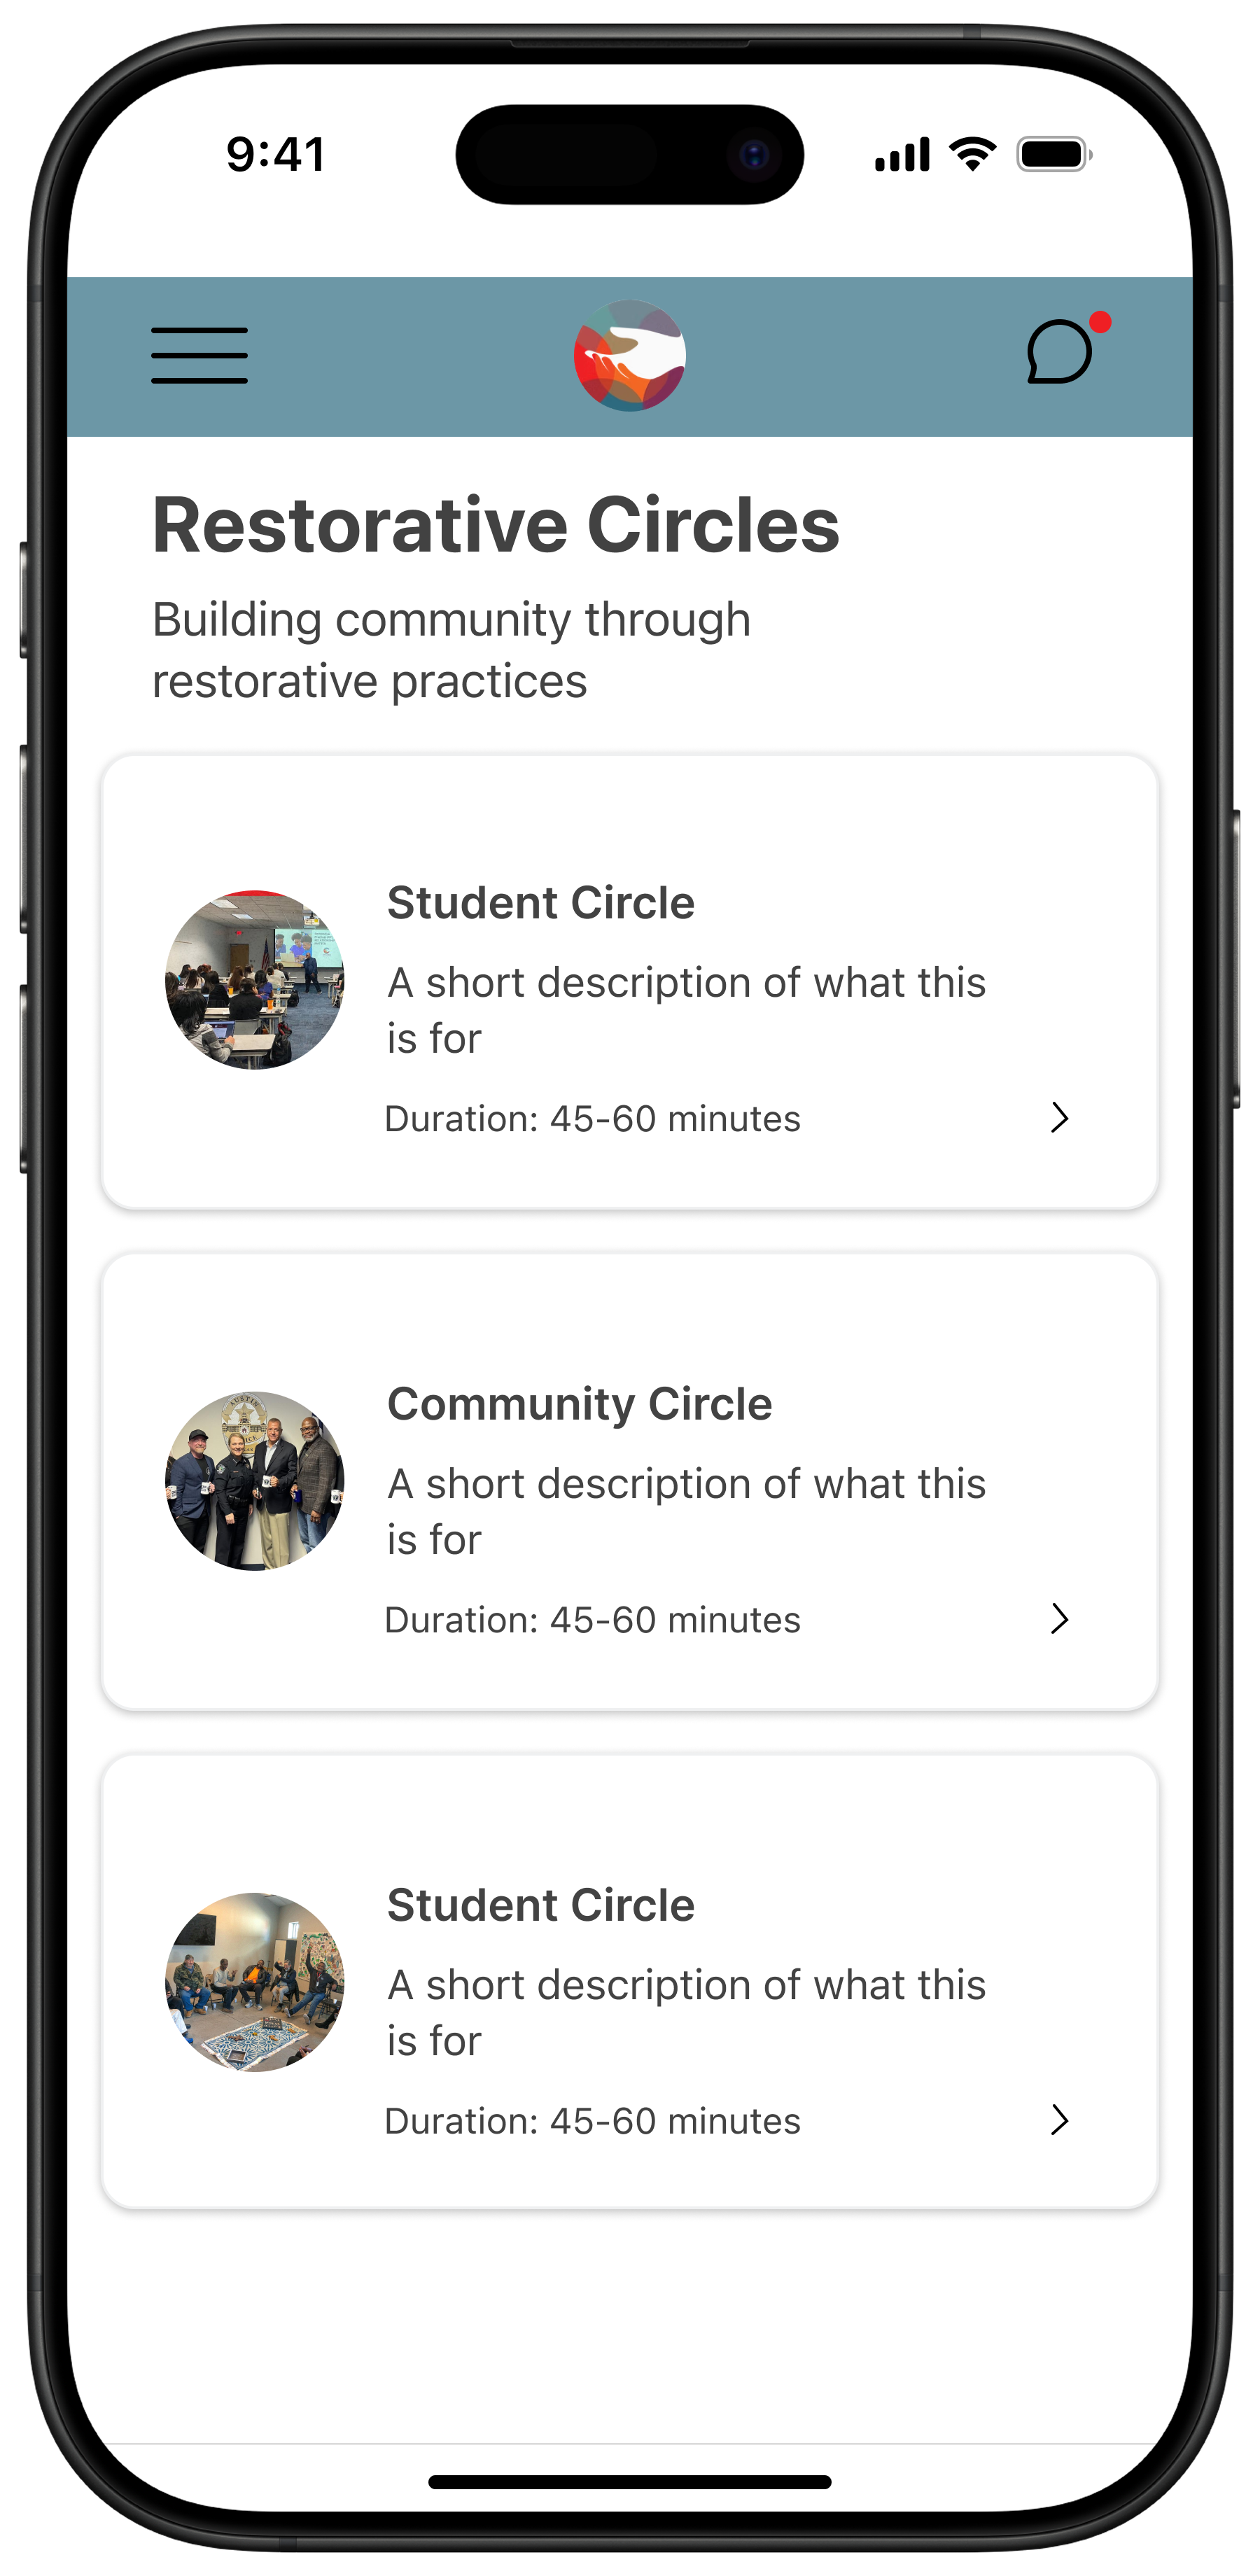 9:41
Restorative Circles
Building community through
restorative practices
Student Circle
A short description of what this
is for
Duration: 45-60 minutes
AUSTIN
Community Circle
A short description of what this
is for
Duration: 45-60 minutes
Student Circle
A short description of what this
is for
Duration: 45-60 minutes